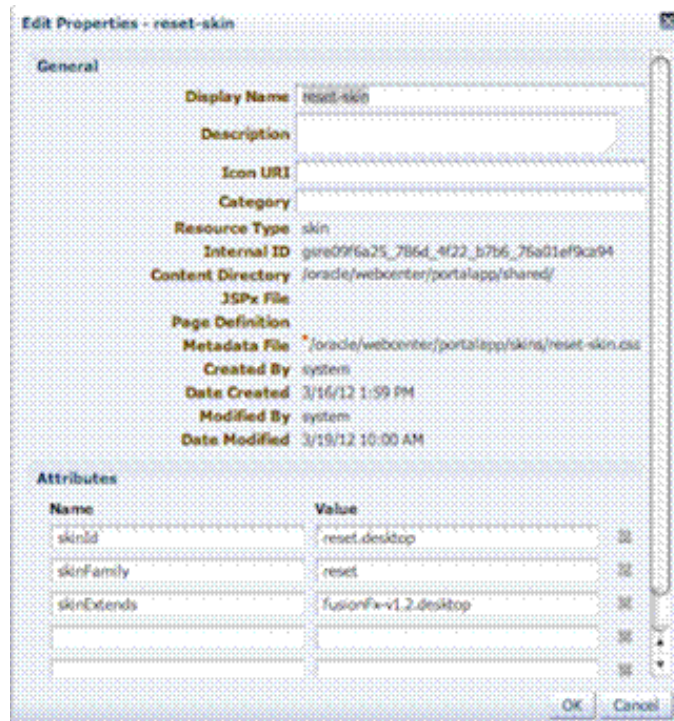 Edit Properties - reset-skin
General
Display Name reset-skin
Description
Icon URI
Category
Resource Type skin
Internal ID gsre09f6a25_786d_4f22_b7b6_76a01ef9ca94
Content Directory /oracle/webcenter/portalapp/shared/
JSPx File
Page Definition
Metadata File */oracle/webcenter/portalapp/skins/reset-skin.css
Created By system
Date Created 3/16/12 1:59 PM
Modified By system
Date Modified 3/19/12 10:00 AM
Attributes
Name Value
skinId reset.desktop
skinFamily reset
skinExtends fusionFx-v1.2.desktop
OK Cancel